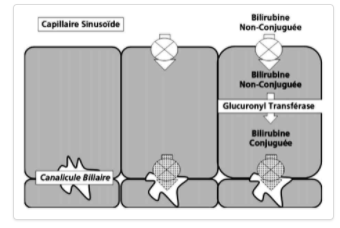 Capillaire Sinusoïde
Bilirubine
Non-Conjuguée
Bilirubine
Non-Conjuguée
Glucuronyl Transférase
Bilirubine
Conjuguée
Canalicule Biliaire